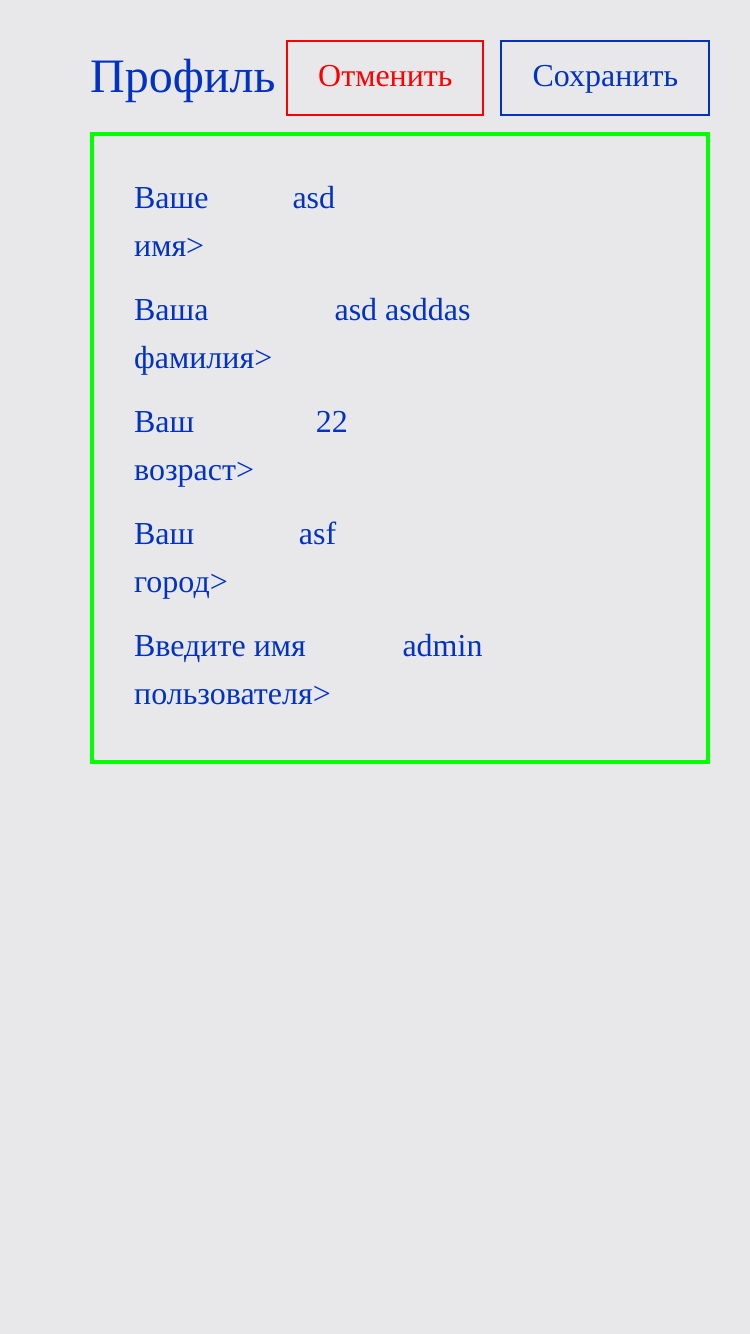 Профиль Отменить Сохранить
Ваше asd
имя>
Ваша asd asddas
фамилия>
Ваш 22
возраст>
Ваш asf
город>
Введите имя admin
пользователя>